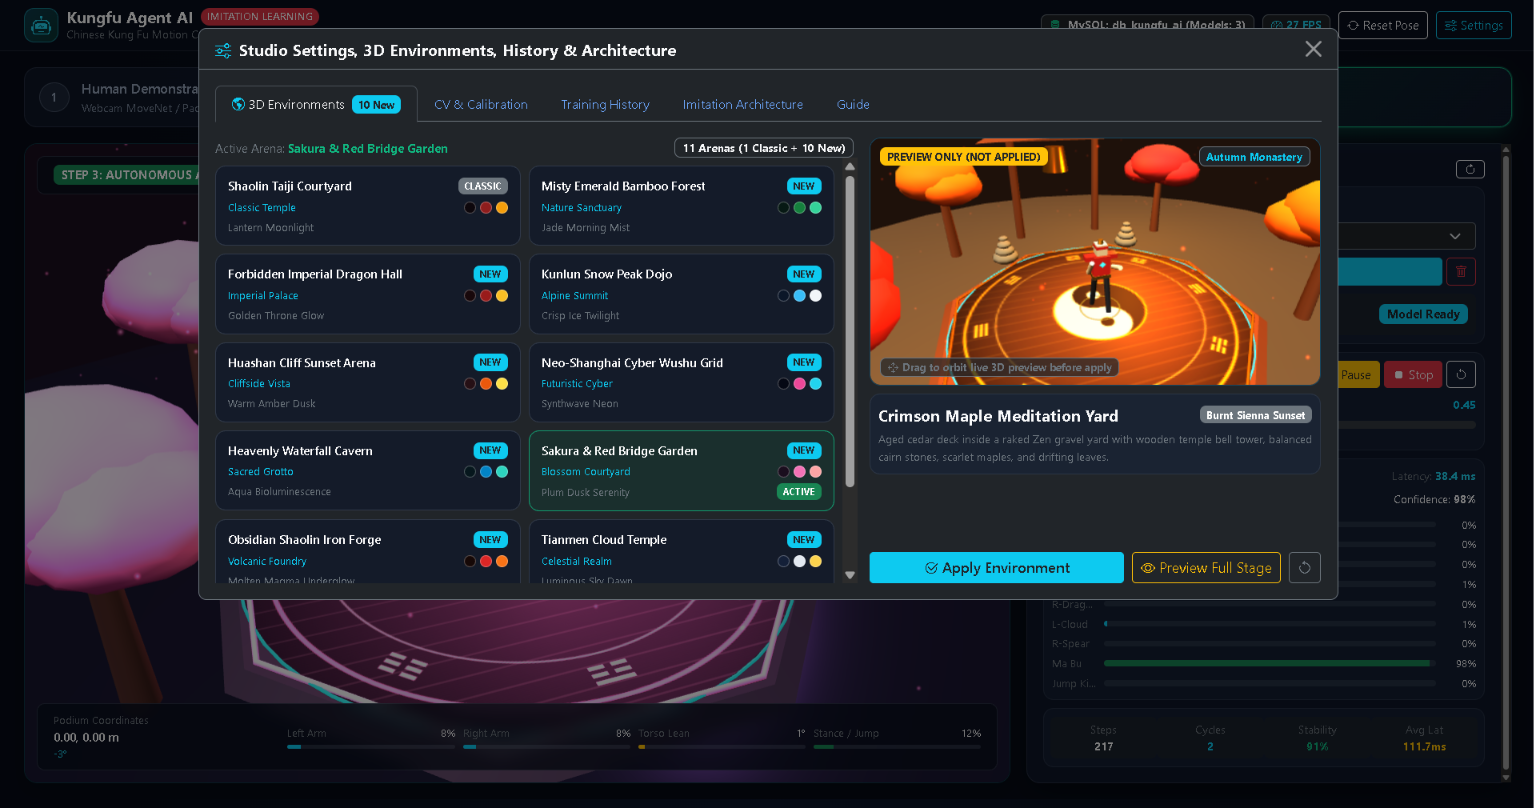 Kungfu Agent AI
IMITATION LEARNING
Chinese Kung Fu Motion C
MySQL: db_kungfu_ai (Models: 3)
27 FPS
Reset Pose
Settings
Studio Settings, 3D Environments, History & Architecture
1
Human Demonstra
Webcam MoveNet / Pac
3D Environments
10 New
CV & Calibration
Training History
Imitation Architecture
Guide
Active Arena: Sakura & Red Bridge Garden
11 Arenas (1 Classic + 10 New)
Shaolin Taiji Courtyard
CLASSIC
Classic Temple
Lantern Moonlight
Misty Emerald Bamboo Forest
NEW
Nature Sanctuary
Jade Morning Mist
Forbidden Imperial Dragon Hall
NEW
Imperial Palace
Golden Throne Glow
Kunlun Snow Peak Dojo
NEW
Alpine Summit
Crisp Ice Twilight
Huashan Cliff Sunset Arena
NEW
Cliffside Vista
Warm Amber Dusk
Neo-Shanghai Cyber Wushu Grid
NEW
Futuristic Cyber
Synthwave Neon
Heavenly Waterfall Cavern
NEW
Sacred Grotto
Aqua Bioluminescence
Sakura & Red Bridge Garden
NEW
Blossom Courtyard
Plum Dusk Serenity
ACTIVE
Obsidian Shaolin Iron Forge
NEW
Volcanic Foundry
Molten Magma Underglow
Tianmen Cloud Temple
NEW
Celestial Realm
Luminous Sky Dawn
PREVIEW ONLY (NOT APPLIED)
Autumn Monastery
Drag to orbit live 3D preview before apply
Crimson Maple Meditation Yard
Burnt Sienna Sunset
Aged cedar deck inside a raked Zen gravel yard with wooden temple bell tower, balanced
cairn stones, scarlet maples, and drifting leaves.
Apply Environment
Preview Full Stage
STEP 3: AUTONOMOUS A
Model Ready
Pause
Stop
0.45
Latency: 38.4 ms
Confidence: 98%
0%
0%
0%
1%
R-Drag... 0%
L-Cloud 1%
R-Spear 0%
Ma Bu 98%
Jump Ki... 0%
Podium Coordinates
0.00, 0.00 m
-3°
Left Arm 8%
Right Arm 8%
Torso Lean 1°
Stance / Jump 12%
Steps
217
Cycles
2
Stability
91%
Avg Lat
111.7ms